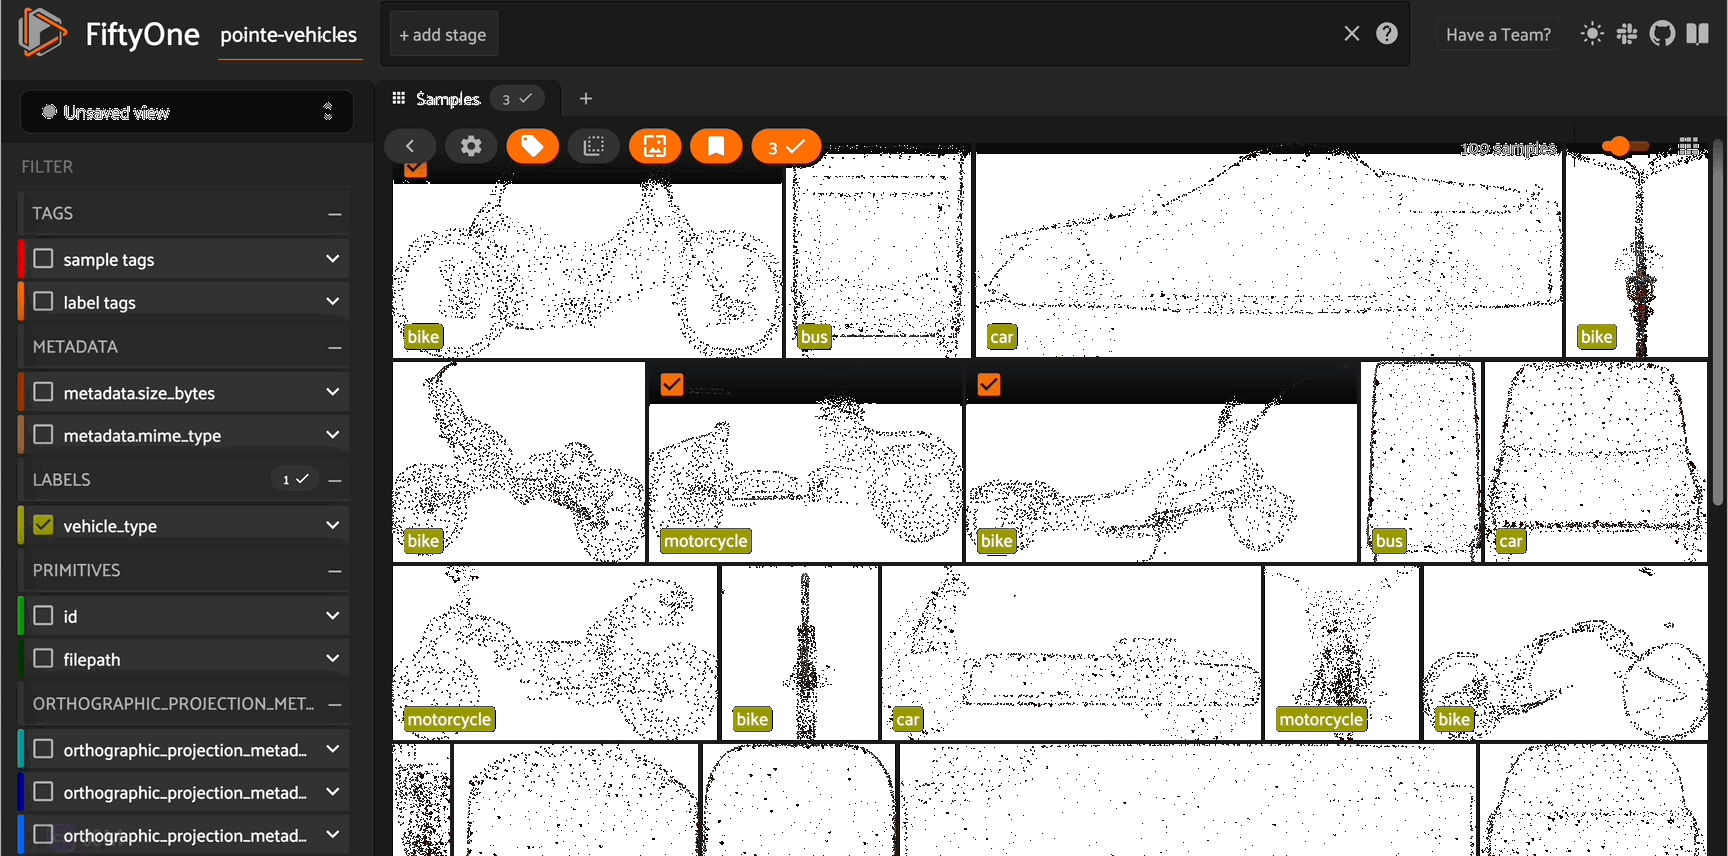 FiftyOne
pointe-vehicles
+ add stage
Have a Team?
Unsaved view
Samples
3
+
FILTER
3
100 samples
TAGS
sample tags
label tags
METADATA
metadata.size_bytes
metadata.mime_type
LABELS
1
vehicle_type
PRIMITIVES
id
filepath
ORTHOGRAPHIC_PROJECTION_MET...
orthographic_projection_metad...
orthographic_projection_metad...
orthographic_projection_metad...
bike
bus
car
bike
bike
motorcycle
bike
bus
car
motorcycle
bike
car
motorcycle
bike